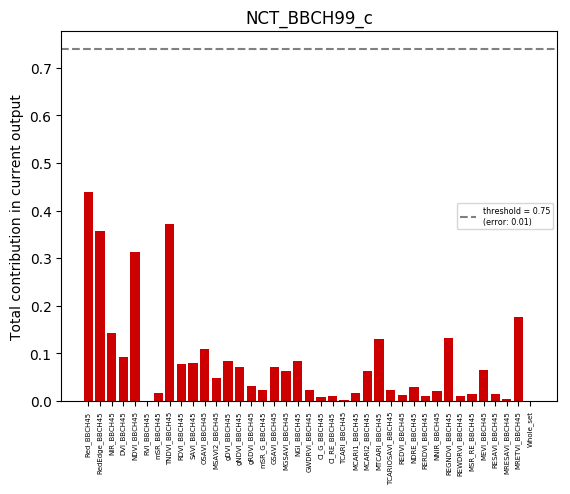 NCT_BBCH99_c
Total contribution in current output
0.7
0.6
0.5
0.4
0.3
0.2
0.1
0.0
threshold = 0.75
(error: 0.01)
Red_BBCH45
RedEdge_BBCH45
NIR_BBCH45
DVI_BBCH45
NDVI_BBCH45
RVI_BBCH45
mSR_BBCH45
TNDVI_BBCH45
RDVI_BBCH45
SAVI_BBCH45
OSAVI_BBCH45
MSAVI2_BBCH45
gDVI_BBCH45
gNDVI_BBCH45
gRDVI_BBCH45
mSR_G_BBCH45
GSAVI_BBCH45
MGSAVI_BBCH45
NGI_BBCH45
GWDRVI_BBCH45
CI_G_BBCH45
CI_RE_BBCH45
TCARI_BBCH45
MCARI1_BBCH45
MCARI2_BBCH45
MTCARI_BBCH45
TCARIOSAVI_BBCH45
REDVI_BBCH45
NDRE_BBCH45
RERDVI_BBCH45
NNIR_BBCH45
REGNDVI_BBCH45
REWDRVI_BBCH45
MSR_RE_BBCH45
MEVI_BBCH45
RESAVI_BBCH45
MRESAVI_BBCH45
MRETVI_BBCH45
Whole_set